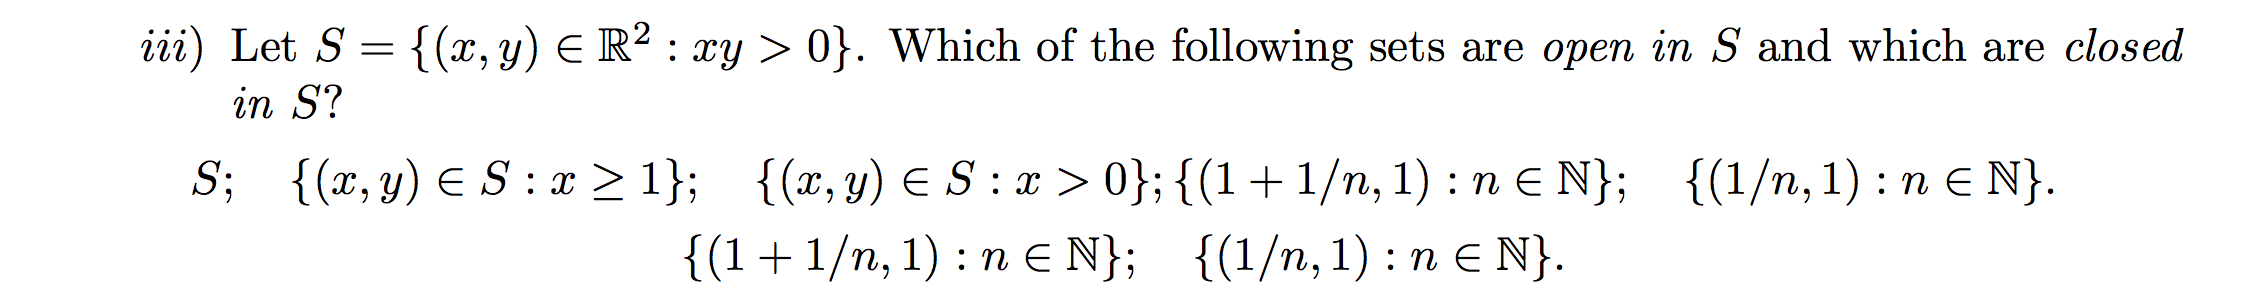 iii) Let S = {(x, y) ∈ ℝ² : xy > 0}. Which of the following sets are open in S and which are closed
in S?
S; {(x, y) ∈ S : x ≥ 1}; {(x, y) ∈ S : x > 0}; {(1 + 1/n, 1) : n ∈ ℕ}; {(1/n, 1) : n ∈ ℕ}.
{(1 + 1/n, 1) : n ∈ ℕ}; {(1/n, 1) : n ∈ ℕ}.